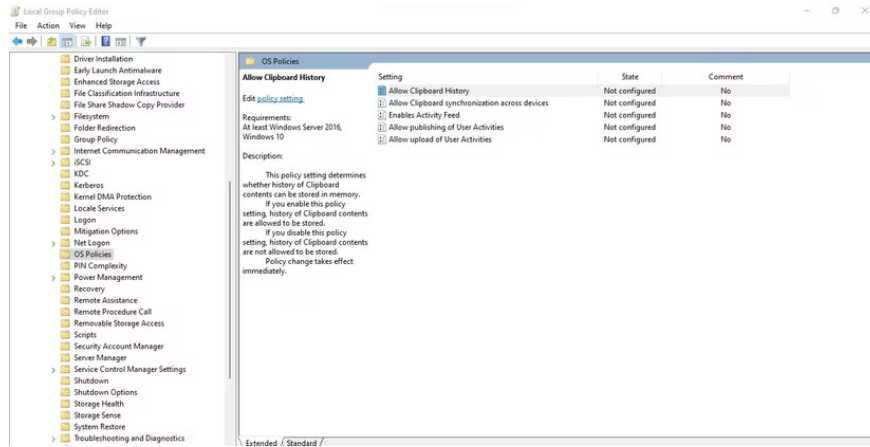 Local Group Policy Editor
File Action View Help
Driver Installation
Early Launch Antimalware
Enhanced Storage Access
File Classification Infrastructure
File Share Shadow Copy Provider
Filesystem
Folder Redirection
Group Policy
Internet Communication Management
iSCSI
KDC
Kerberos
Kernel DMA Protection
Locale Services
Logon
Mitigation Options
Net Logon
OS Policies
PIN Complexity
Power Management
Recovery
Remote Assistance
Remote Procedure Call
Removable Storage Access
Scripts
Security Account Manager
Server Manager
Service Control Manager Settings
Shutdown
Shutdown Options
Storage Health
Storage Sense
System Restore
Troubleshooting and Diagnostics
OS Policies
Allow Clipboard History
Edit policy setting.
Requirements:
At least Windows Server 2016,
Windows 10
Description:
This policy setting determines
whether history of Clipboard
contents can be stored in memory.
If you enable this policy
setting, history of Clipboard contents
are allowed to be stored.
If you disable this policy
setting, history of Clipboard contents
are not allowed to be stored.
Policy change takes effect
immediately.
Setting State Comment
Allow Clipboard History Not configured No
Allow Clipboard synchronization across devices Not configured No
Enables Activity Feed Not configured No
Allow publishing of User Activities Not configured No
Allow upload of User Activities Not configured No
Extended Standard